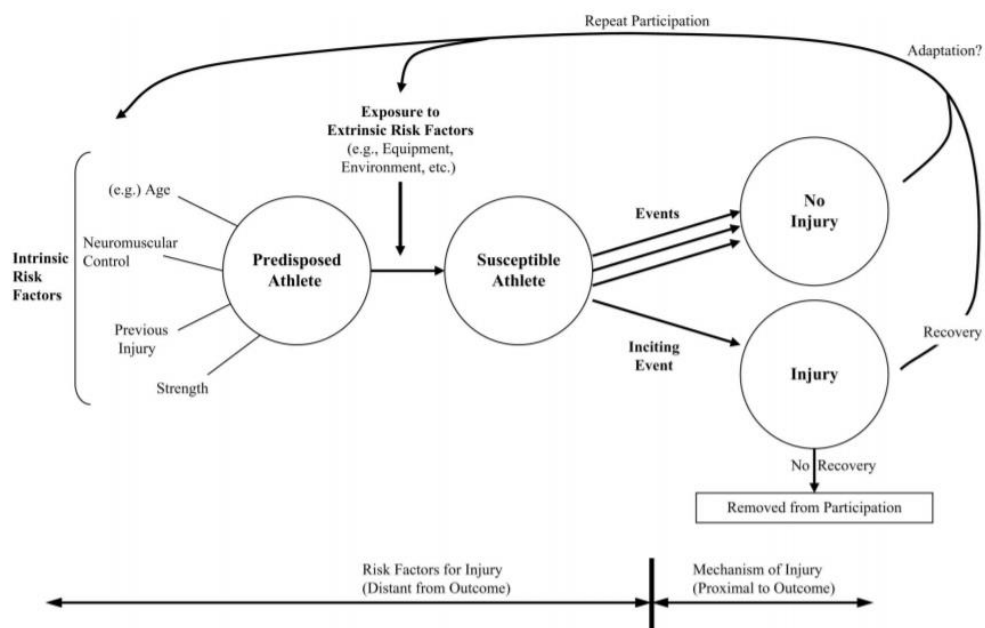 Repeat Participation
Adaptation?
Exposure to
Extrinsic Risk Factors
(e.g., Equipment,
Environment, etc.)
Intrinsic
Risk
Factors
(e.g.) Age
Neuromuscular
Control
Previous
Injury
Strength
Predisposed
Athlete
Susceptible
Athlete
Events
Inciting
Event
No
Injury
Injury
Recovery
No Recovery
Removed from Participation
Risk Factors for Injury
(Distant from Outcome)
Mechanism of Injury
(Proximal to Outcome)